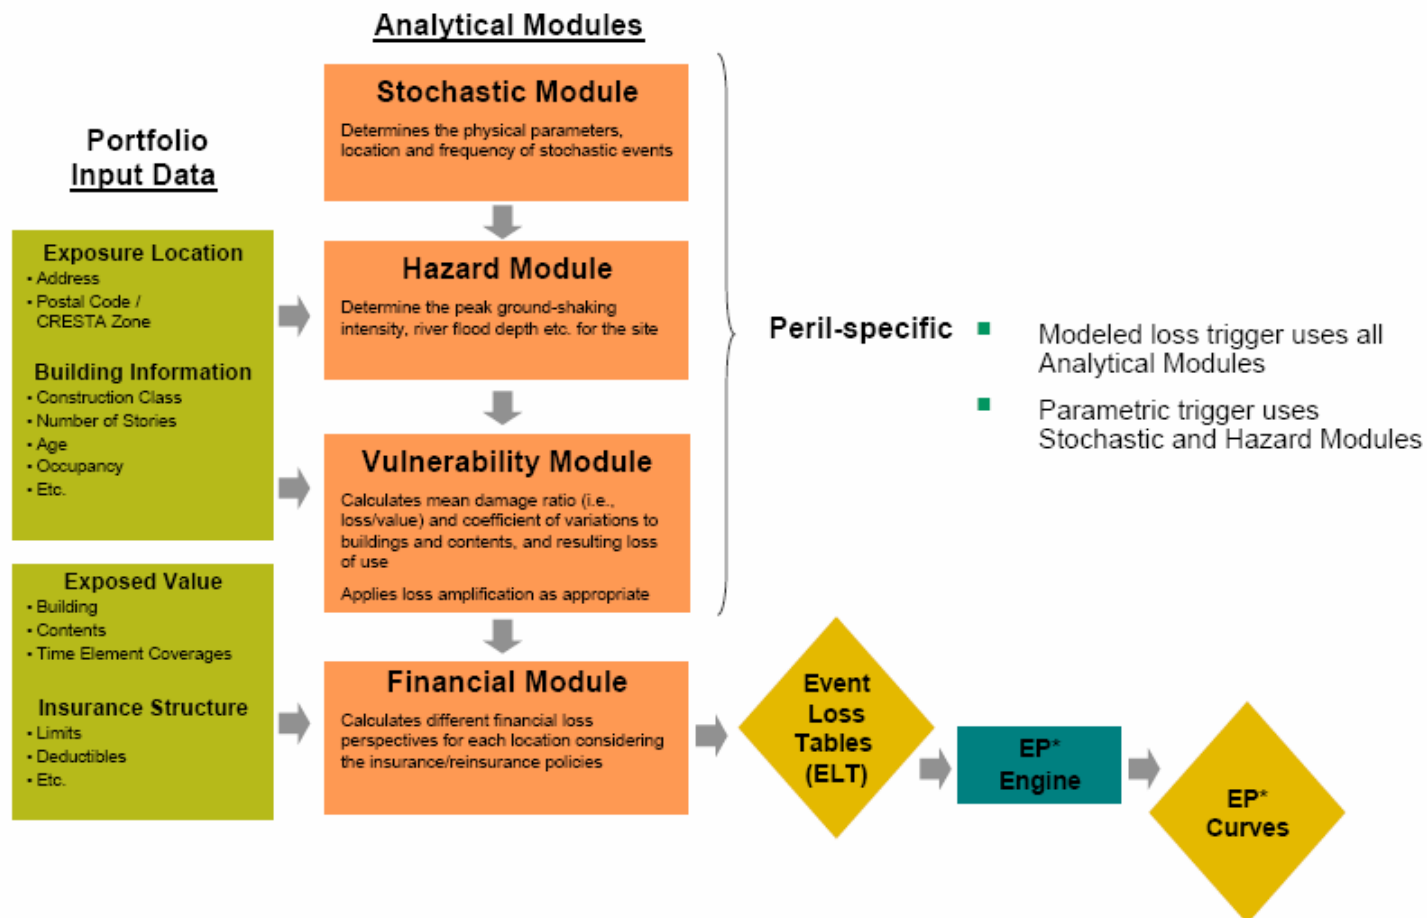 Analytical Modules
Stochastic Module
Determines the physical parameters,
location and frequency of stochastic events
Portfolio
Input Data
Exposure Location
• Address
• Postal Code /
CRESTA Zone
Building Information
• Construction Class
• Number of Stories
• Age
• Occupancy
• Etc.
Hazard Module
Determine the peak ground-shaking
intensity, river flood depth etc. for the site
Vulnerability Module
Calculates mean damage ratio (i.e.,
loss/value) and coefficient of variations to
buildings and contents, and resulting loss
of use
Applies loss amplification as appropriate
Peril-specific
Modeled loss trigger uses all
Analytical Modules
Parametric trigger uses
Stochastic and Hazard Modules
Exposed Value
• Building
• Contents
• Time Element Coverages
Insurance Structure
• Limits
• Deductibles
• Etc.
Financial Module
Calculates different financial loss
perspectives for each location considering
the insurance/reinsurance policies
Event
Loss
Tables
(ELT)
EP*
Engine
EP*
Curves